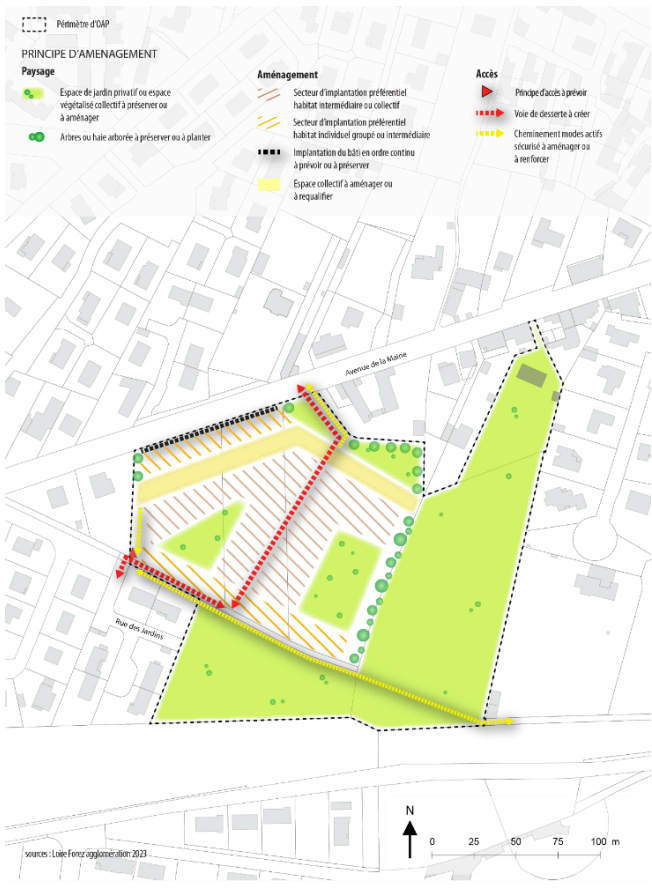 Périmètre d'OAP
PRINCIPE D'AMENAGEMENT
Paysage
Espace de jardin privatif ou espace
végétalisé collectif à préserver ou
à aménager
Arbres ou haie arborée à préserver ou à planter
Aménagement
Secteur d'implantation préférentiel
habitat intermédiaire ou collectif
Secteur d'implantation préférentiel
habitat individuel groupé ou intermédiaire
Implantation du bâti en ordre continu
à prévoir ou à préserver
Espace collectif à aménager ou
à requalifier
Accès
Principe d'accès à prévoir
Voie de desserte à créer
Cheminement modes actifs
sécurisé à aménager ou
à renforcer
Avenue de la Mairie
Rue des Jardins
N
0 25 50 75 100 m
sources : Loire Forez agglomération 2023